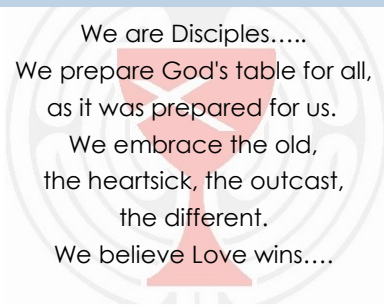 We are Disciples…..
We prepare God's table for all,
as it was prepared for us.
We embrace the old,
the heartsick, the outcast,
the different.
We believe Love wins….